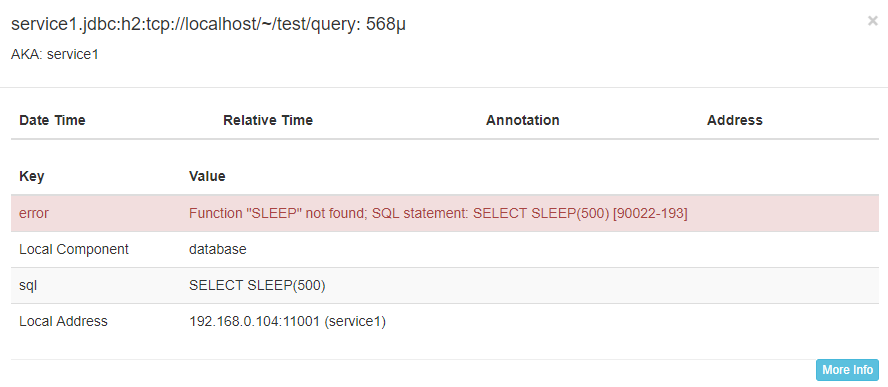 service1.jdbc:h2:tcp://localhost/~/test/query: 568µ ×
AKA: service1
Date Time Relative Time Annotation Address
Key Value
error Function "SLEEP" not found; SQL statement: SELECT SLEEP(500) [90022-193]
Local Component database
sql SELECT SLEEP(500)
Local Address 192.168.0.104:11001 (service1)
More Info